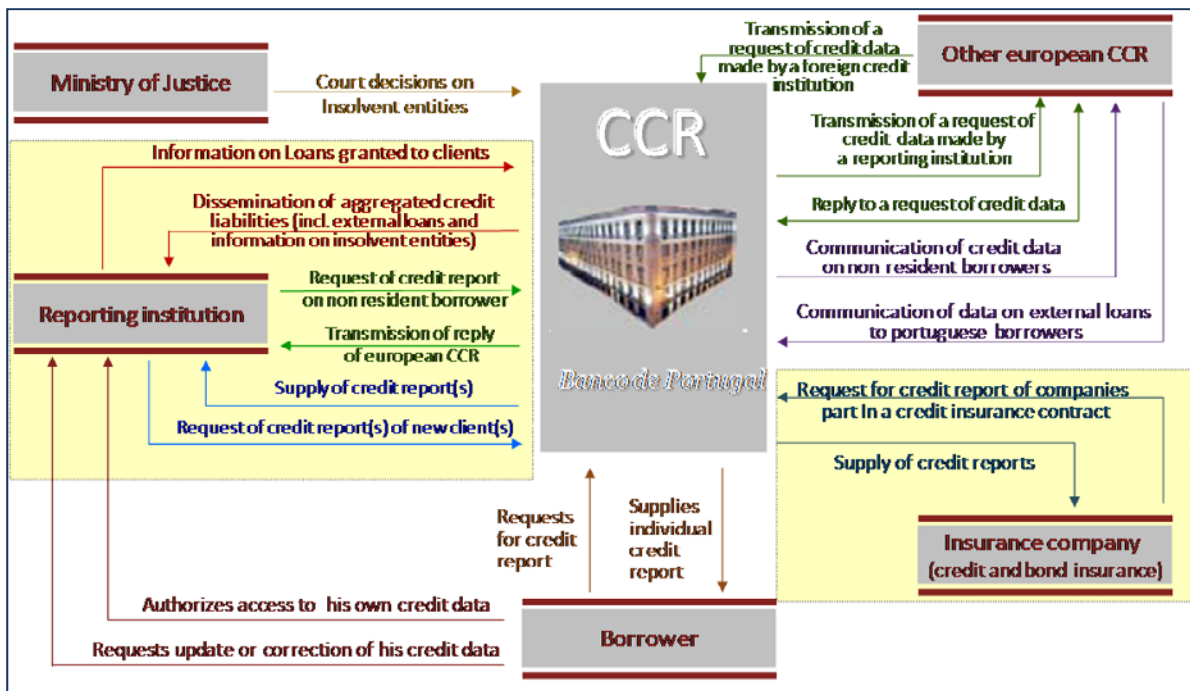 Ministry of Justice
Court decisions on
Insolvent entities
Transmission of a
request of credit data
made by a foreign credit
institution
Other european CCR
CCR
Banco de Portugal
Information on Loans granted to clients
Dissemination of aggregated credit
liabilities (incl. external loans and
information on insolvent entities)
Reporting institution
Request of credit report
on non resident borrower
Transmission of reply
of european CCR
Supply of credit report(s)
Request of credit report(s) of new client(s)
Transmission of a request of
credit data made by
a reporting institution
Reply to a request of credit data
Communication of credit data
on non resident borrowers
Communication of data on external loans
to portuguese borrowers
Request for credit report of companies
part In a credit insurance contract
Supply of credit reports
Insurance company
(credit and bond insurance)
Requests
for credit
report
Supplies
individual
credit
report
Authorizes access to his own credit data
Requests update or correction of his credit data
Borrower